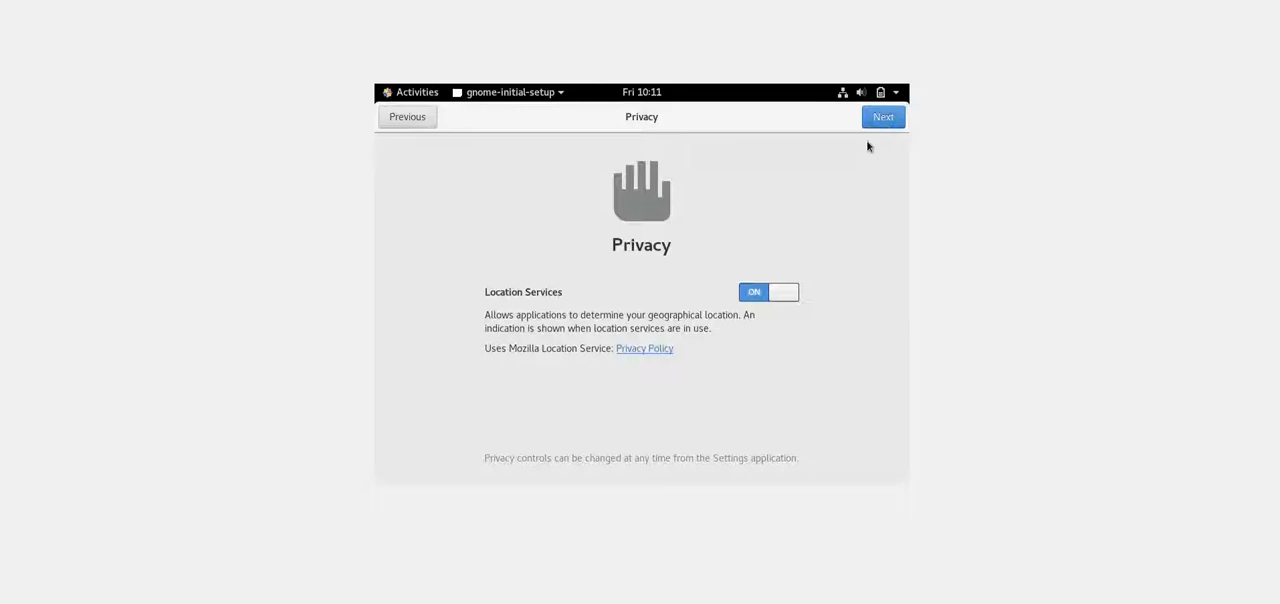 Activities gnome-initial-setup Fri 10:11
Previous Privacy Next
Privacy
Location Services ON
Allows applications to determine your geographical location. An
indication is shown when location services are in use.
Uses Mozilla Location Service: Privacy Policy
Privacy controls can be changed at any time from the Settings application.